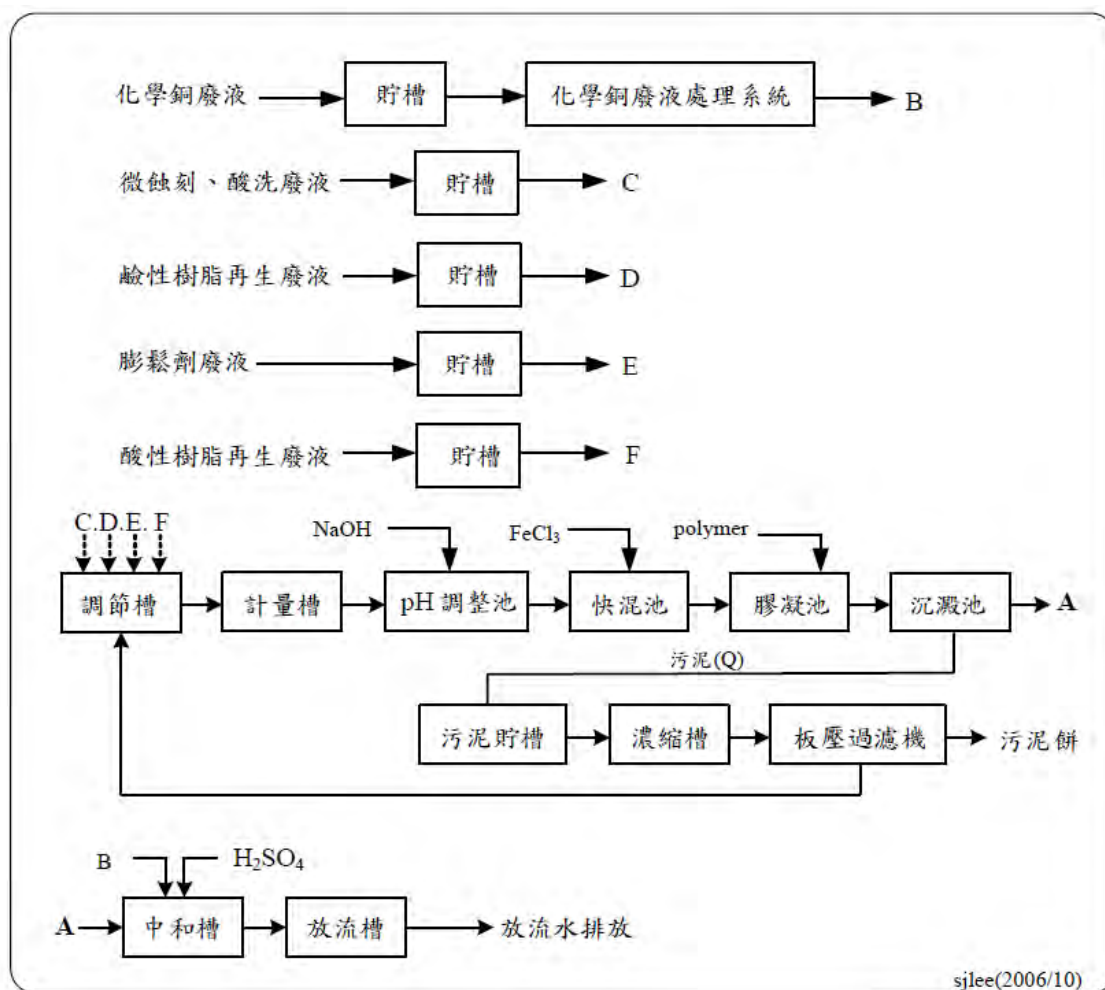 化學銅廢液 貯槽 化學銅廢液處理系統 B
微蝕刻、酸洗廢液 貯槽 C
鹼性樹脂再生廢液 貯槽 D
膨鬆劑廢液 貯槽 E
酸性樹脂再生廢液 貯槽 F
C.D.E. F NaOH FeCl₃ polymer
調節槽 計量槽 pH調整池 快混池 膠凝池 沉澱池 A
污泥(Q)
污泥貯槽 濃縮槽 板壓過濾機 污泥餅
B H₂SO₄
A 中和槽 放流槽 放流水排放
sjlee(2006/10)